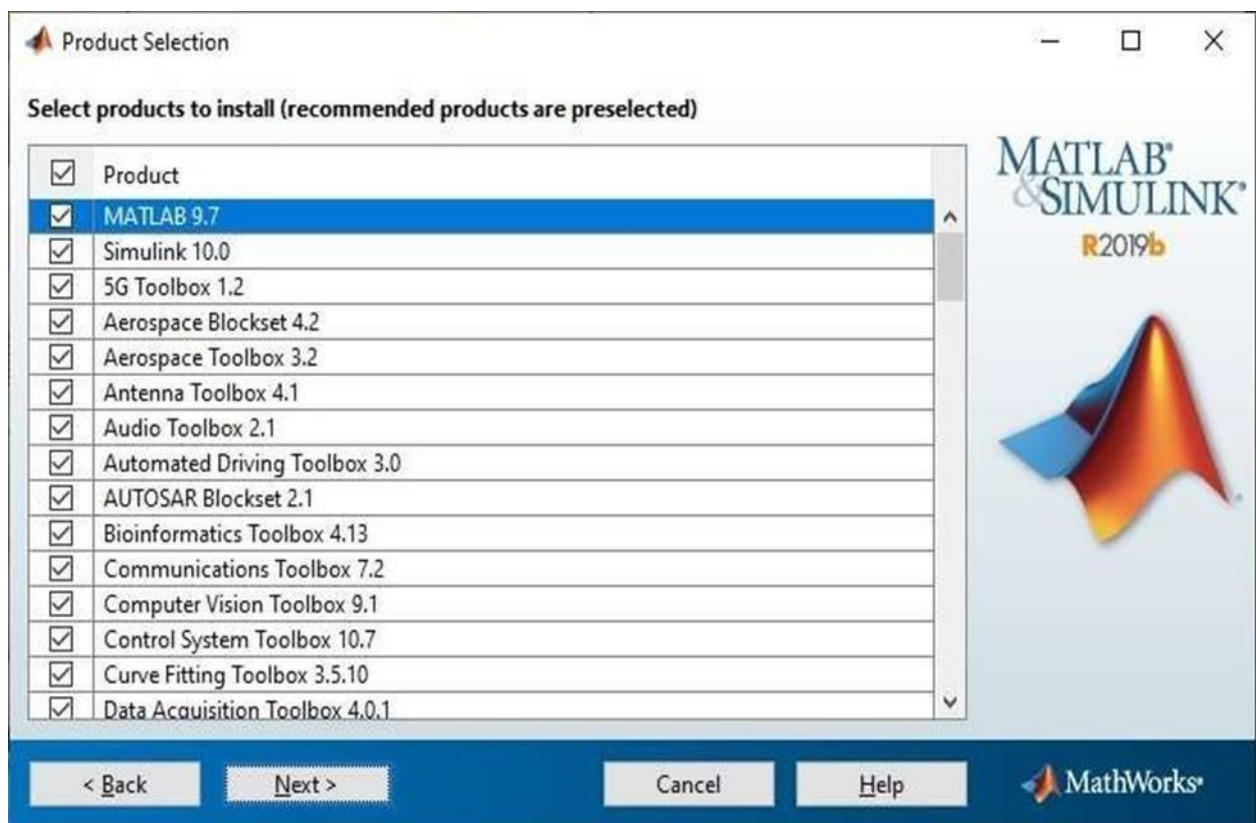 Product Selection
Select products to install (recommended products are preselected)
Product
MATLAB 9.7
Simulink 10.0
5G Toolbox 1.2
Aerospace Blockset 4.2
Aerospace Toolbox 3.2
Antenna Toolbox 4.1
Audio Toolbox 2.1
Automated Driving Toolbox 3.0
AUTOSAR Blockset 2.1
Bioinformatics Toolbox 4.13
Communications Toolbox 7.2
Computer Vision Toolbox 9.1
Control System Toolbox 10.7
Curve Fitting Toolbox 3.5.10
Data Acquisition Toolbox 4.0.1
MATLAB®
&SIMULINK®
R2019b
< Back
Next >
Cancel
Help
MathWorks®